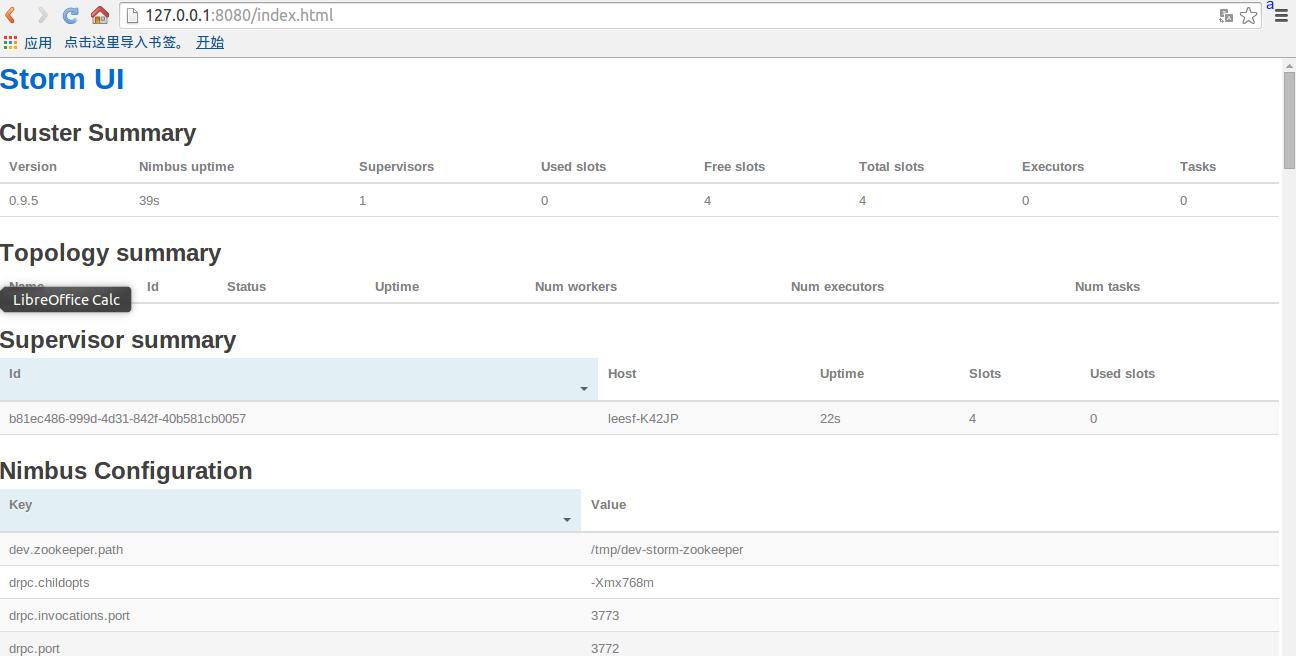 127.0.0.1:8080/index.html
a
应用 点击这里导入书签。 开始
Storm UI
Cluster Summary
Version Nimbus uptime Supervisors Used slots Free slots Total slots Executors Tasks
0.9.5 39s 1 0 4 4 0 0
Topology summary
Name Id Status Uptime Num workers Num executors Num tasks
LibreOffice Calc
Supervisor summary
Id Host Uptime Slots Used slots
b81ec486-999d-4d31-842f-40b581cb0057 leesf-K42JP 22s 4 0
Nimbus Configuration
Key Value
dev.zookeeper.path /tmp/dev-storm-zookeeper
drpc.childopts -Xmx768m
drpc.invocations.port 3773
drpc.port 3772